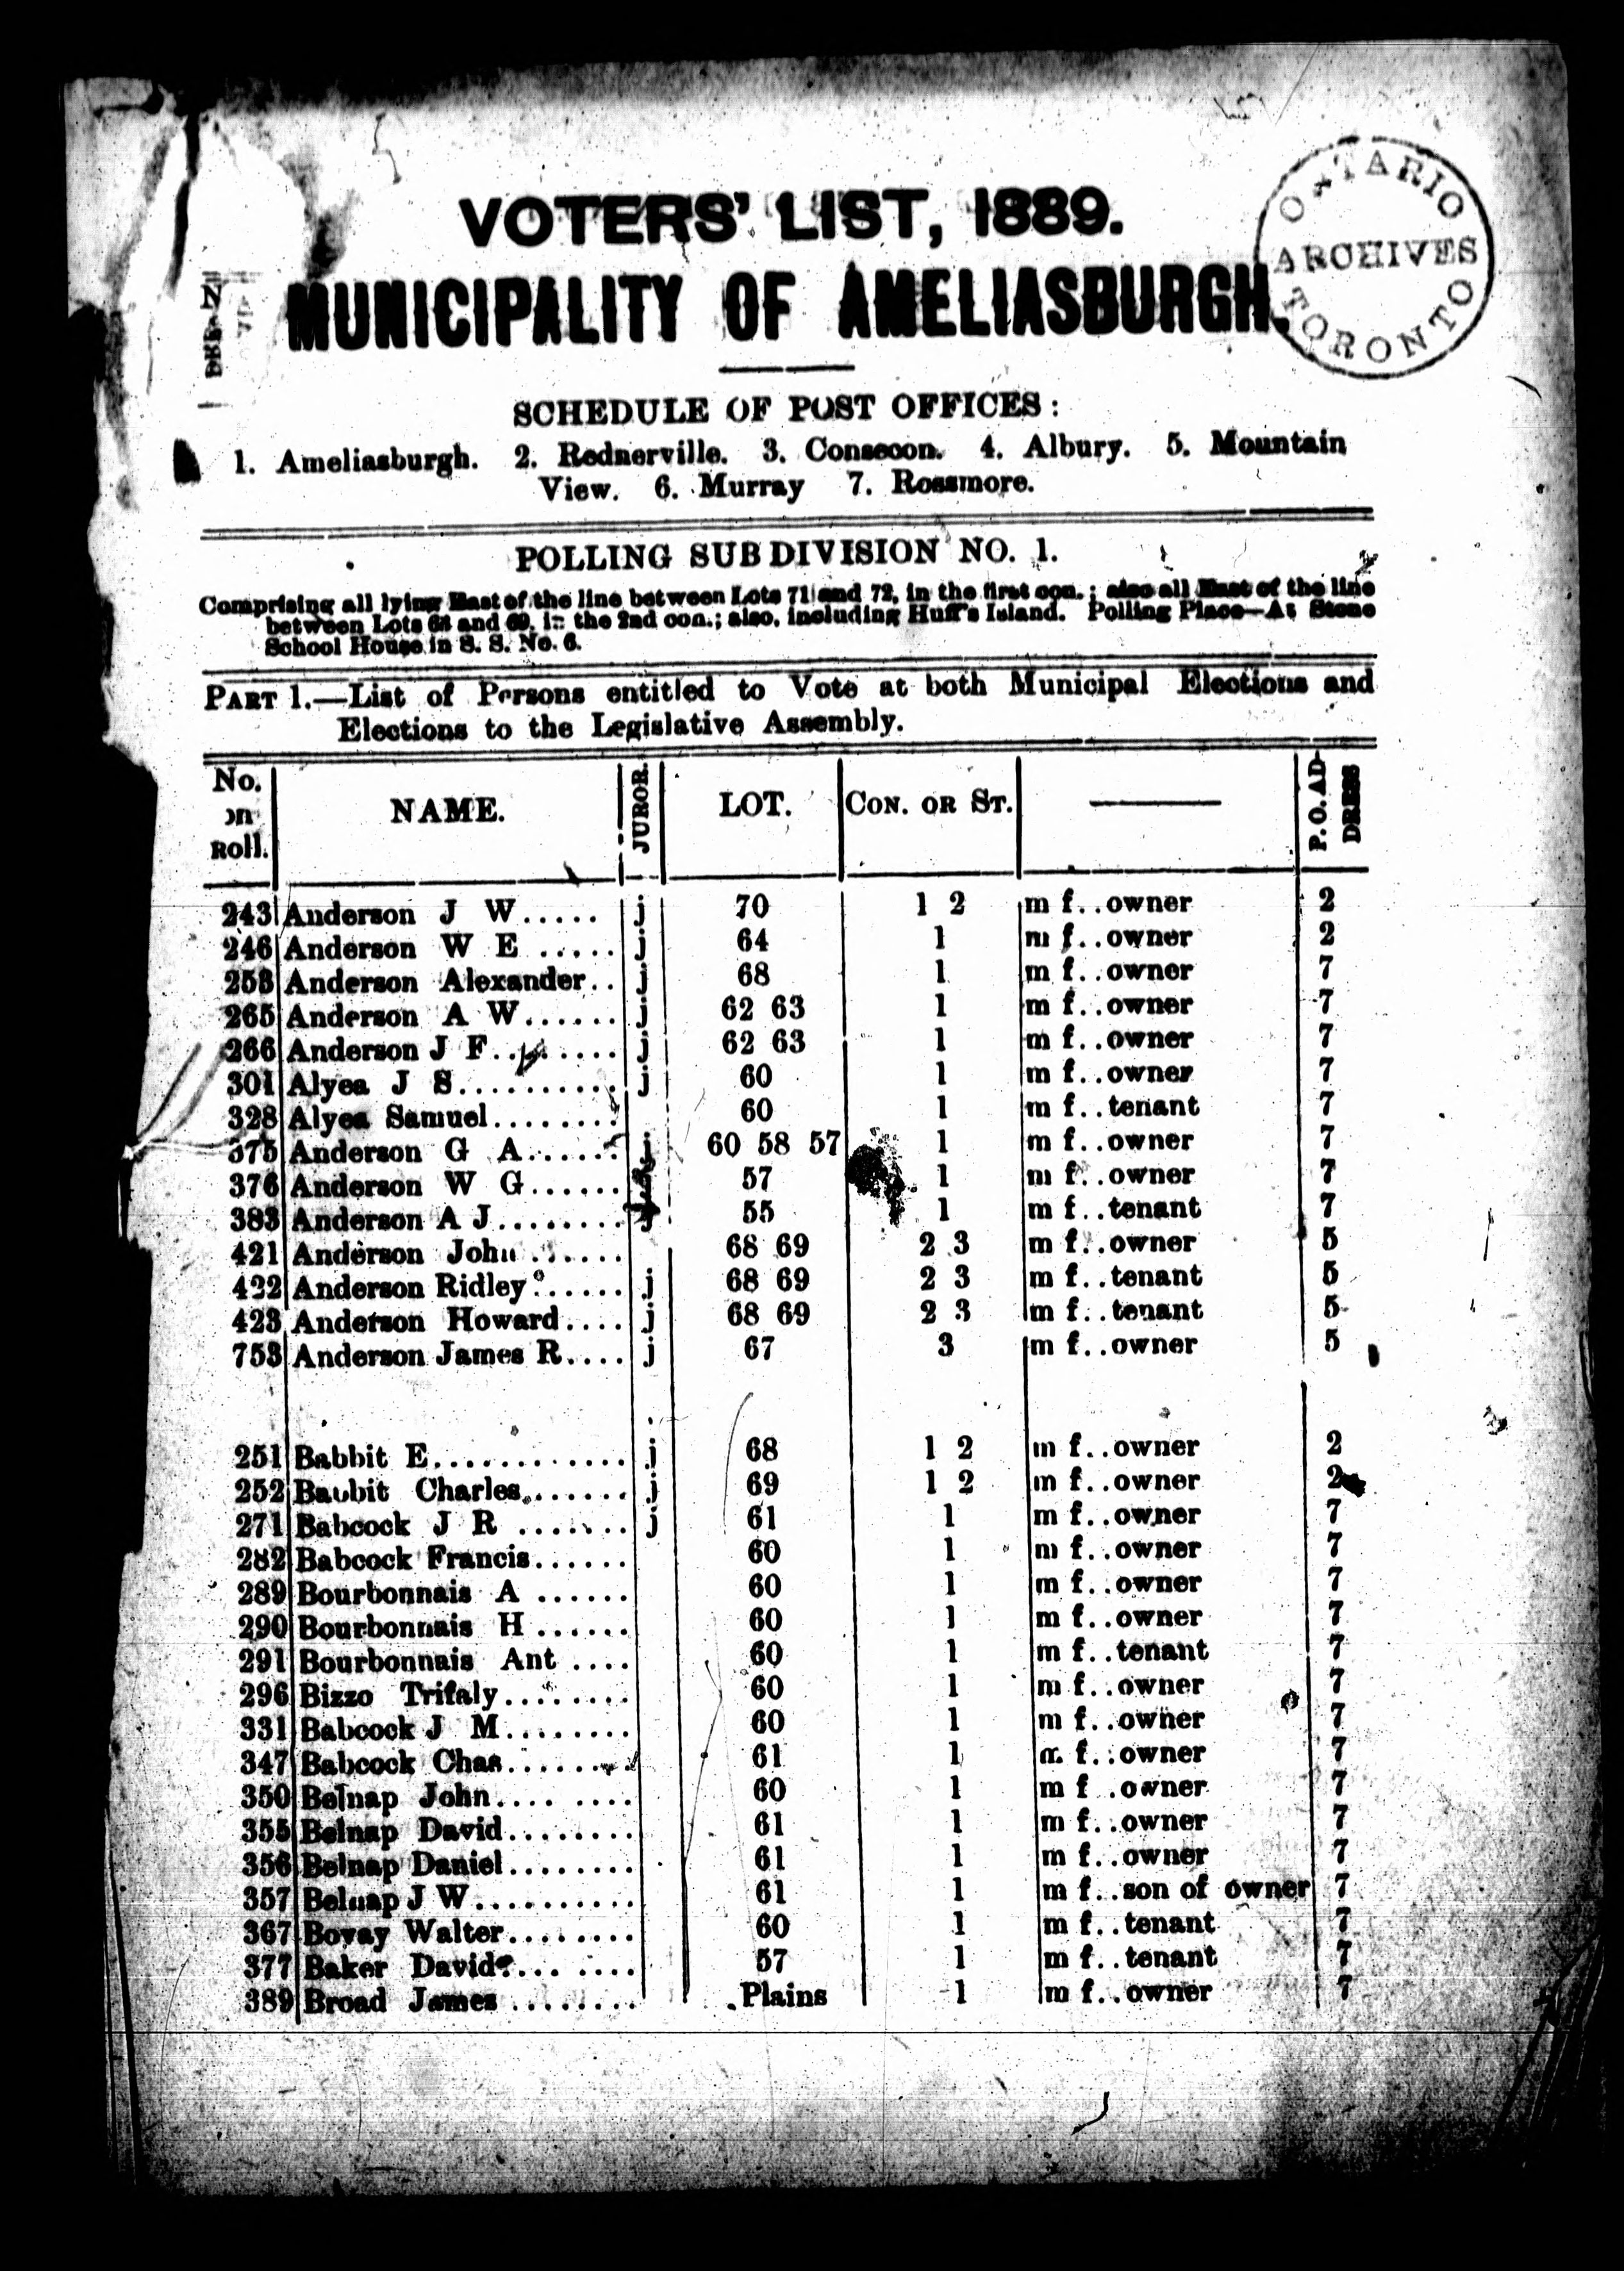 VOTERS' LIST, 1889.
MUNICIPALITY OF AMELIASBURGH.
ONTARIO
ARCHIVES
TORONTO
SCHEDULE OF POST OFFICES:
1. Ameliasburgh. 2. Rednerville. 3. Consecon. 4. Albury. 5. Mountain
View. 6. Murray 7. Rossmore.
POLLING SUBDIVISION NO. 1.
Comprising all lying East of the line between Lots 71 and 72, in the first con.; also all East of the line
between Lots 68 and 69, in the 2nd con.; also, including Huff's Island. Polling Place—At Stone
School House in S. S. No. 6.
PART 1.—List of Persons entitled to Vote at both Municipal Elections and
Elections to the Legislative Assembly.
No. on Roll. NAME. JUROR. LOT. CON. OR ST. P. O. ADDRESS
243 Anderson J W..... j 70 1 2 m f..owner 2
246 Anderson W E ..... j 64 1 m f..owner 2
253 Anderson Alexander.. j 68 1 m f..owner 7
265 Anderson A W...... j 62 63 1 m f..owner 7
266 Anderson J F........ j 62 63 1 m f..owner 7
301 Alyea J S.......... j 60 1 m f..owner 7
328 Alyea Samuel........ 60 1 m f..tenant 7
375 Anderson G A...... j 60 58 57 1 m f..owner 7
376 Anderson W G...... j 57 1 m f..owner 7
383 Anderson A J........ j 55 1 m f..tenant 7
421 Anderson John ...... 68 69 2 3 m f..owner 5
422 Anderson Ridley ...... j 68 69 2 3 m f..tenant 5
423 Anderson Howard.... j 68 69 2 3 m f..tenant 5
753 Anderson James R.... j 67 3 m f..owner 5
251 Babbit E............ j 68 1 2 m f..owner 2
252 Babbit Charles....... j 69 1 2 m f..owner 2
271 Babcock J R ....... j 61 1 m f..owner 7
282 Babcock Francis...... 60 1 m f..owner 7
289 Bourbonnais A ...... 60 1 m f..owner 7
290 Bourbonnais H ...... 60 1 m f..owner 7
291 Bourbonnais Ant .... 60 1 m f..tenant 7
296 Bizzo Trifaly........ 60 1 m f..owner 7
331 Babcock J M........ 60 1 m f..owner 7
347 Babcock Chas....... 61 1 m f..owner 7
350 Belnap John.... .... 60 1 m f ..owner 7
355 Belnap David........ 61 1 m f..owner 7
356 Belnap Daniel........ 61 1 m f..owner 7
357 Belnap J W.......... 61 1 m f..son of owner 7
367 Bovay Walter........ 60 1 m f..tenant 7
377 Baker David.... .... 57 1 m f..tenant 7
389 Broad James ........ Plains 1 m f..owner 7